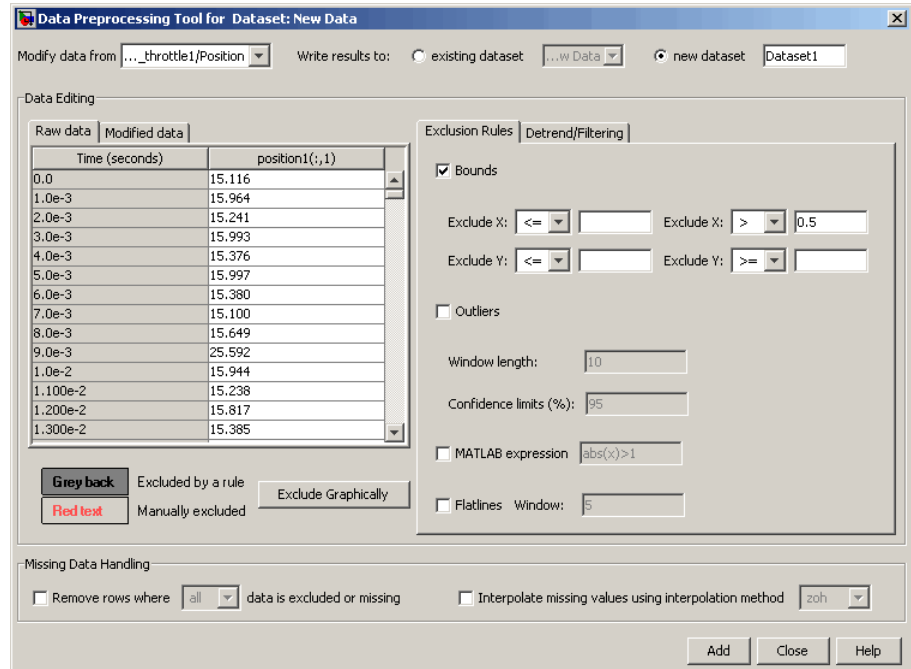 Data Preprocessing Tool for Dataset: New Data
Modify data from ..._throttle1/Position Write results to: existing dataset ...w Data new dataset Dataset1
Data Editing
Raw data Modified data
Time (seconds) position1(:,1)
0.0 15.116
1.0e-3 15.964
2.0e-3 15.241
3.0e-3 15.993
4.0e-3 15.376
5.0e-3 15.997
6.0e-3 15.380
7.0e-3 15.100
8.0e-3 15.649
9.0e-3 25.592
1.0e-2 15.944
1.100e-2 15.238
1.200e-2 15.817
1.300e-2 15.385
Grey back Excluded by a rule
Red text Manually excluded
Exclude Graphically
Exclusion Rules Detrend/Filtering
Bounds
Exclude X: <= Exclude X: > 0.5
Exclude Y: <= Exclude Y: >=
Outliers
Window length: 10
Confidence limits (%): 95
MATLAB expression abs(x)>1
Flatlines Window: 5
Missing Data Handling
Remove rows where all data is excluded or missing Interpolate missing values using interpolation method zoh
Add Close Help